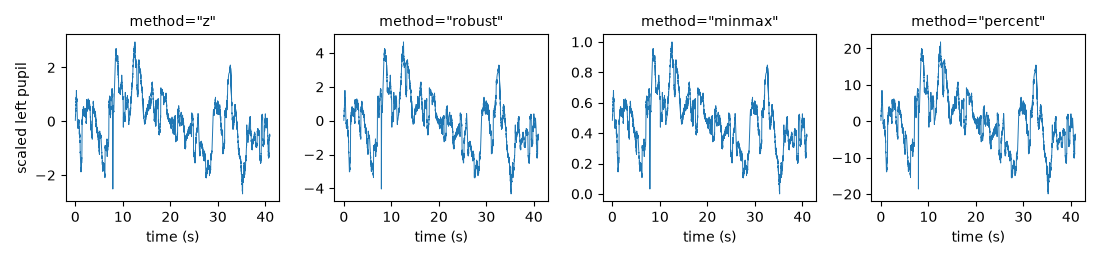 method="z"
scaled left pupil
2
0
−2
0 10 20 30 40
time (s)
method="robust"
4
2
0
−2
−4
0 10 20 30 40
time (s)
method="minmax"
1.0
0.8
0.6
0.4
0.2
0.0
0 10 20 30 40
time (s)
method="percent"
20
10
0
−10
−20
0 10 20 30 40
time (s)